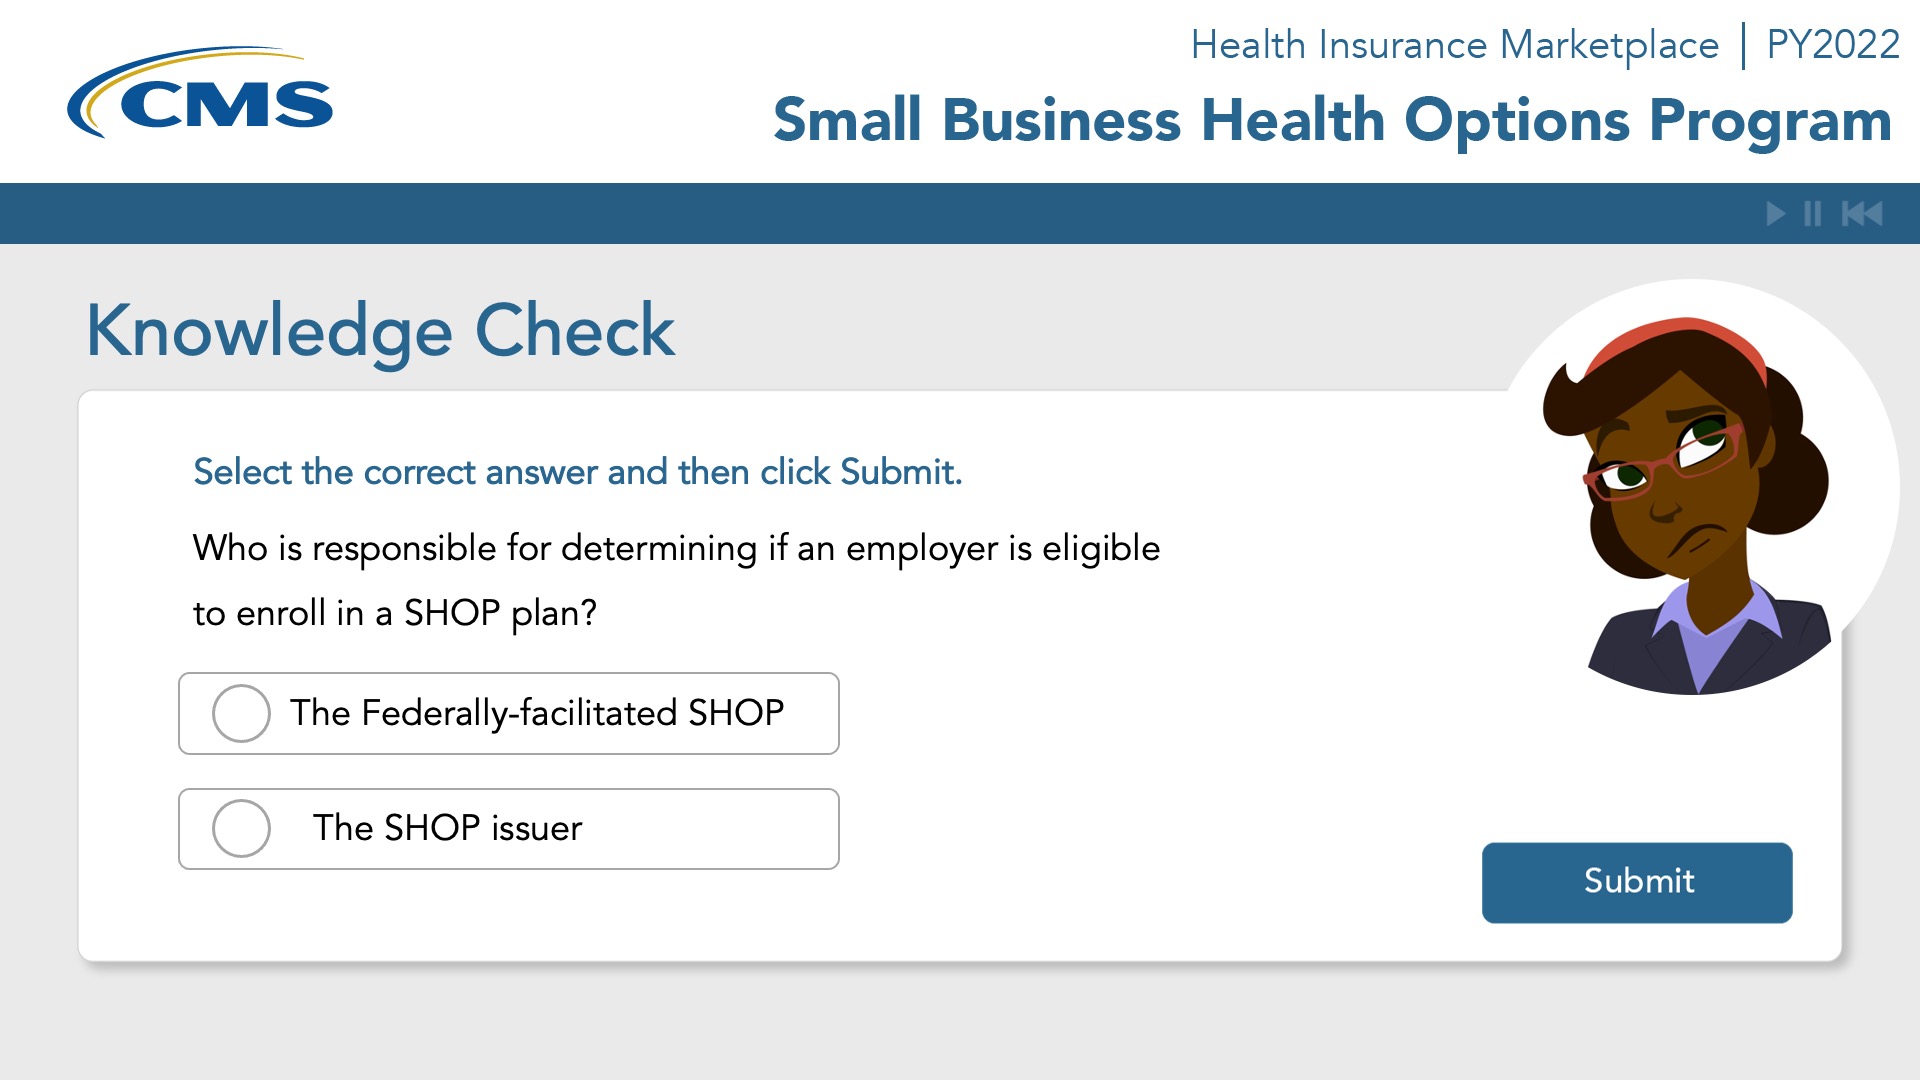 CMS
Health Insurance Marketplace | PY2022
Small Business Health Options Program
Knowledge Check
Select the correct answer and then click Submit.
Who is responsible for determining if an employer is eligible
to enroll in a SHOP plan?
The Federally-facilitated SHOP
The SHOP issuer
Submit